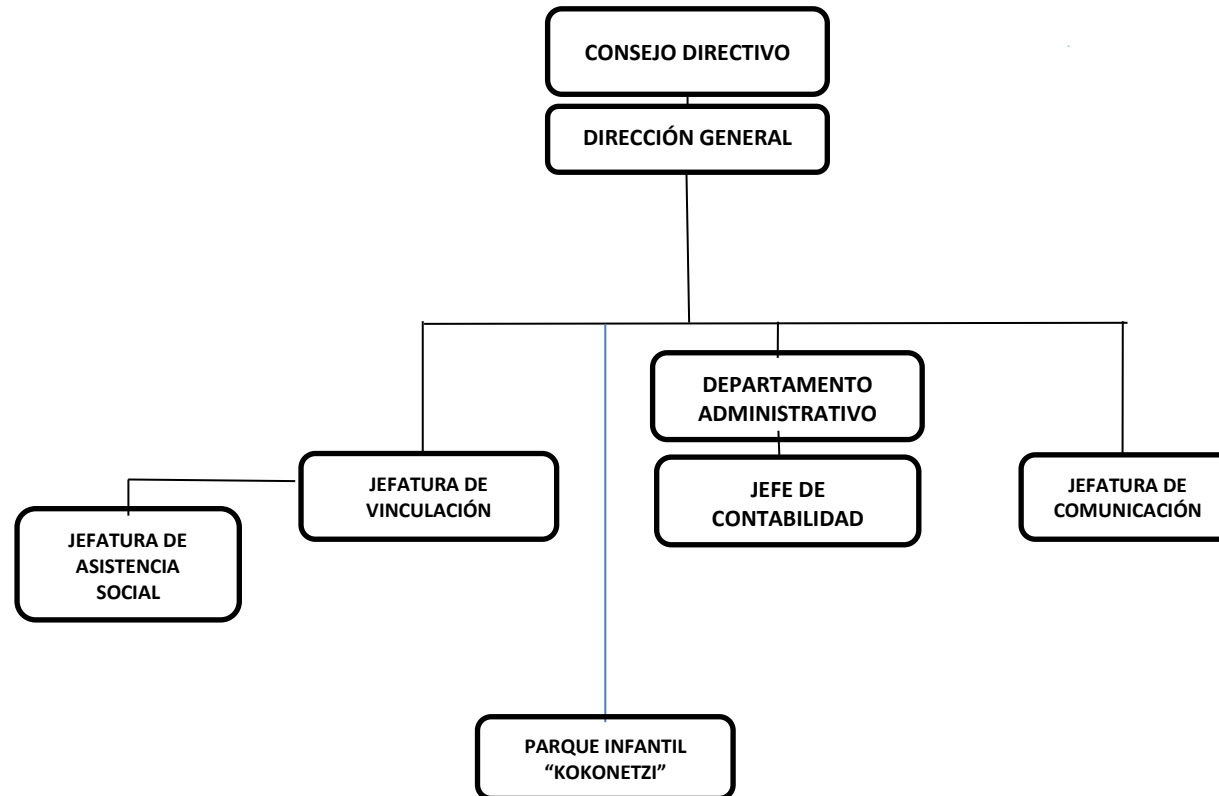 CONSEJO DIRECTIVO
DIRECCIÓN GENERAL
DEPARTAMENTO
ADMINISTRATIVO
JEFATURA DE
VINCULACIÓN
JEFE DE
CONTABILIDAD
JEFATURA DE
COMUNICACIÓN
JEFATURA DE
ASISTENCIA
SOCIAL
PARQUE INFANTIL
“KOKONETZI”